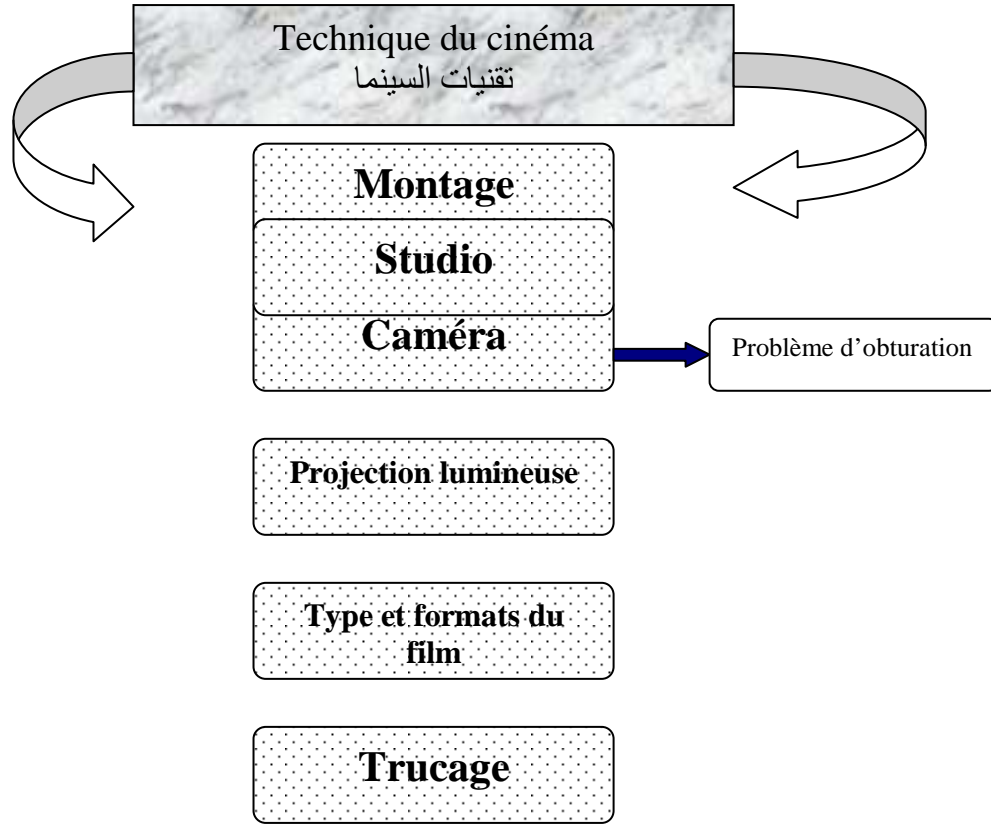 Technique du cinéma
تقنيات السينما
Montage
Studio
Caméra
Problème d’obturation
Projection lumineuse
Type et formats du
film
Trucage